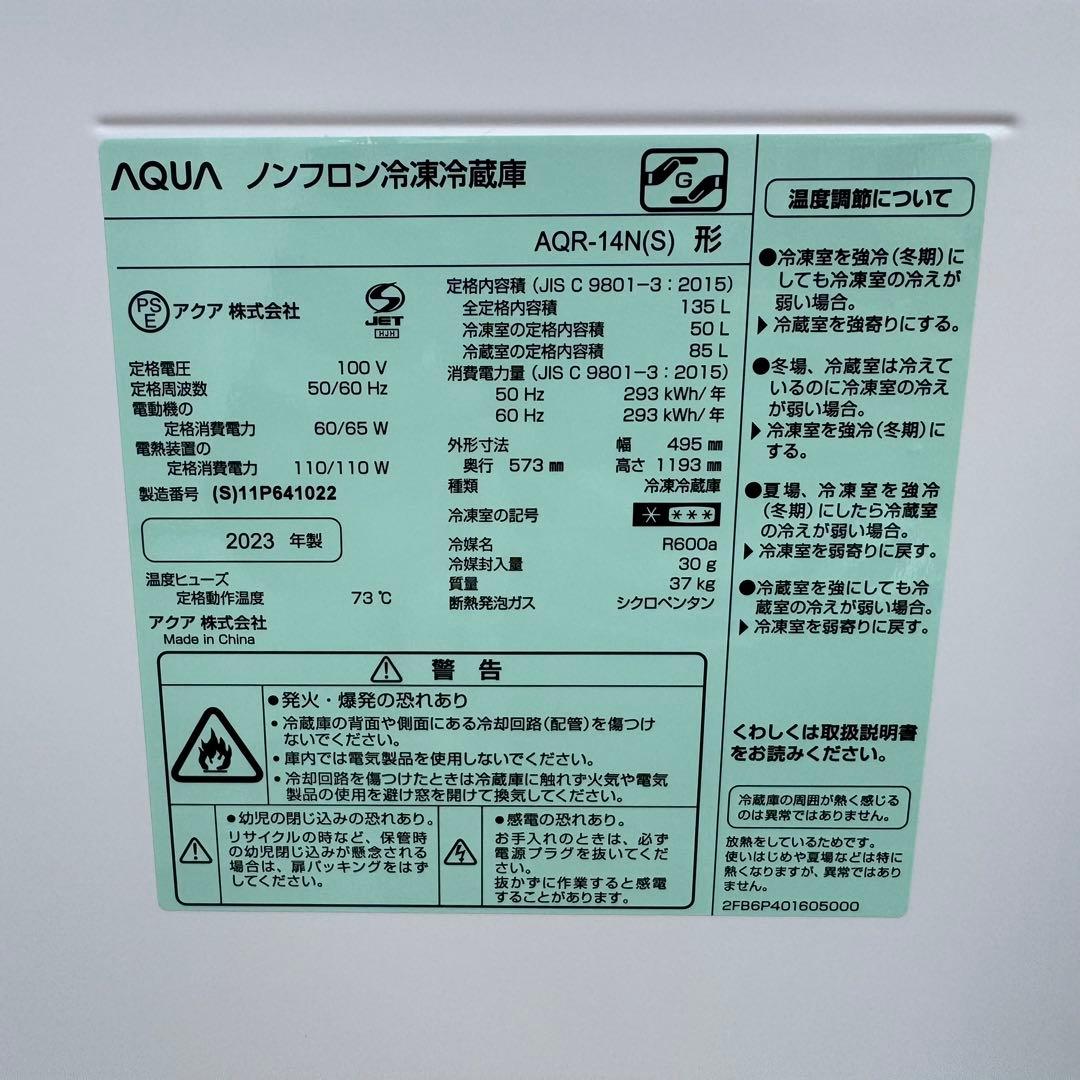 AQUA ノンフロン冷凍冷蔵庫
G
AQR-14N(S) 形
PS
E
アクア 株式会社
S
JET
HJH
定格電圧 100 V
定格周波数 50/60 Hz
電動機の
定格消費電力 60/65 W
電熱装置の
定格消費電力 110/110 W
製造番号 (S)11P641022
2023 年製
温度ヒューズ
定格動作温度 73 ℃
アクア 株式会社
Made in China
定格内容積 (JIS C 9801-3 : 2015)
全定格内容積 135 L
冷凍室の定格内容積 50 L
冷蔵室の定格内容積 85 L
消費電力量 (JIS C 9801-3 : 2015)
50 Hz 293 kWh/年
60 Hz 293 kWh/年
外形寸法 幅 495 ㎜
奥行 573 ㎜ 高さ 1193 ㎜
種類 冷凍冷蔵庫
冷凍室の記号 * ***
冷媒名 R600a
冷媒封入量 30 g
質量 37 kg
断熱発泡ガス シクロペンタン
⚠ 警告
●発火・爆発の恐れあり
・冷蔵庫の背面や側面にある冷却回路(配管)を傷つけ
ないでください。
・庫内では電気製品を使用しないでください。
・冷却回路を傷つけたときは冷蔵庫に触れず火気や電気
製品の使用を避け窓を開けて換気してください。
●幼児の閉じ込みの恐れあり。
リサイクルの時など、保管時
の幼児閉じ込みが懸念される
場合は、扉パッキングをはず
してください。
●感電の恐れあり。
お手入れのときは、必ず
電源プラグを抜いてくだ
さい。
抜かずに作業すると感電
することがあります。
温度調節について
●冷凍室を強冷(冬期)に
しても冷凍室の冷えが
弱い場合。
▶冷蔵室を強寄りにする。
●冬場、冷蔵室は冷えて
いるのに冷凍室の冷え
が弱い場合。
▶冷凍室を強冷(冬期)に
する。
●夏場、冷凍室を強冷
(冬期)にしたら冷蔵室
の冷えが弱い場合。
▶冷凍室を弱寄りに戻す。
●冷蔵室を強にしても冷
蔵室の冷えが弱い場合。
▶冷凍室を弱寄りに戻す。
くわしくは取扱説明書
をお読みください。
冷蔵庫の周囲が熱く感じる
のは異常ではありません。
放熱をしているためです。
使いはじめや夏場などは特に
熱くなりますが、異常ではあり
ません。
2FB6P401605000